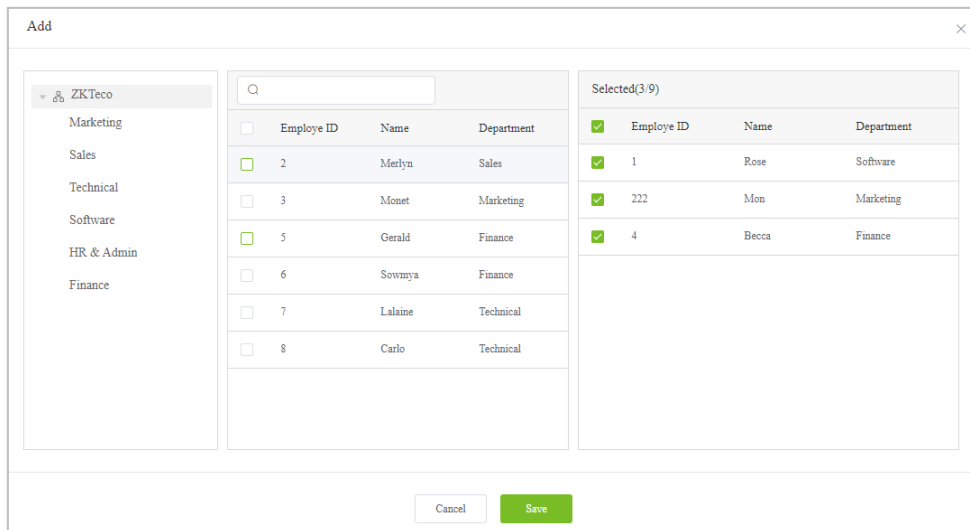 Add
ZKTeco
Marketing
Sales
Technical
Software
HR & Admin
Finance
Employe ID Name Department
2 Merlyn Sales
3 Monet Marketing
5 Gerald Finance
6 Sowmya Finance
7 Lalaine Technical
8 Carlo Technical
Selected(3/9)
Employe ID Name Department
1 Rose Software
222 Mon Marketing
4 Becca Finance
Cancel Save